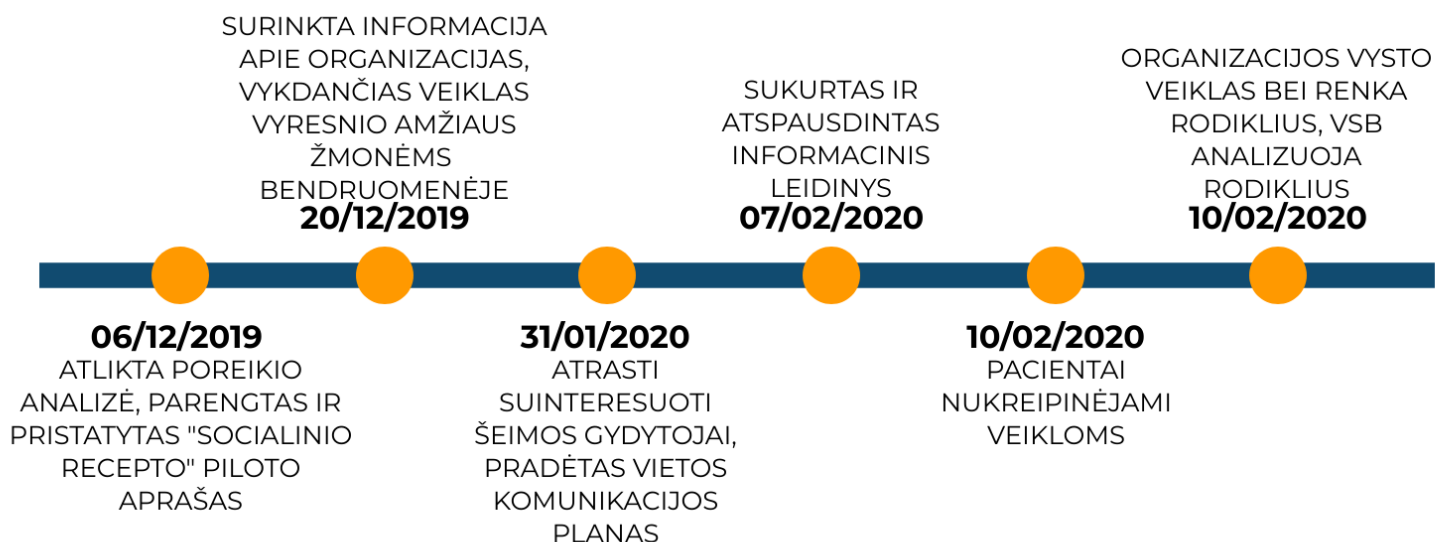 06/12/2019
ATLIKTA POREIKIO
ANALIZĖ, PARENGTAS IR
PRISTATYTAS "SOCIALINIO
RECEPTO" PILOTO
APRAŠAS
SURINKTA INFORMACIJA
APIE ORGANIZACIJAS,
VYKDANČIAS VEIKLAS
VYRESNIO AMŽIAUS
ŽMONĖMS
BENDRUOMENĖJE
20/12/2019
31/01/2020
ATRASTI
SUINTERESUOTI
ŠEIMOS GYDYTOJAI,
PRADĖTAS VIETOS
KOMUNIKACIJOS
PLANAS
SUKURTAS IR
ATSPAUSDINTAS
INFORMACINIS
LEIDINYS
07/02/2020
10/02/2020
PACIENTAI
NUKREIPINĖJAMI
VEIKLOMS
ORGANIZACIJOS VYSTO
VEIKLAS BEI RENKA
RODIKLIUS, VSB
ANALIZUOJA
RODIKLIUS
10/02/2020